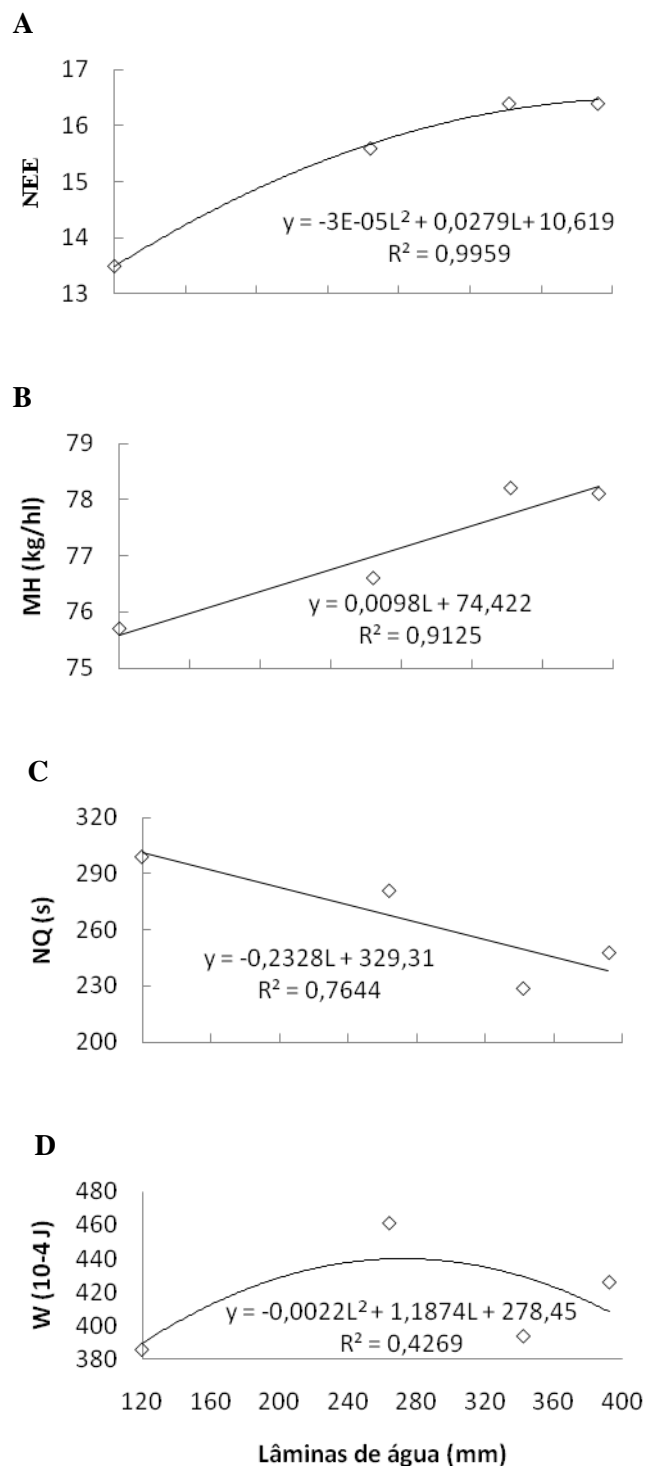 A
17
16
15
14
13
NEE
y = -3E-05L² + 0,0279L + 10,619
R² = 0,9959
B
79
78
77
76
75
MH (kg/hl)
y = 0,0098L + 74,422
R² = 0,9125
C
320
290
260
230
200
NQ (s)
y = -0,2328L + 329,31
R² = 0,7644
D
480
440
420
400
380
W (10-4 J)
y = -0,0022L² + 1,1874L + 278,45
R² = 0,4269
120 160 200 240 280 320 360 400
Lâminas de água (mm)